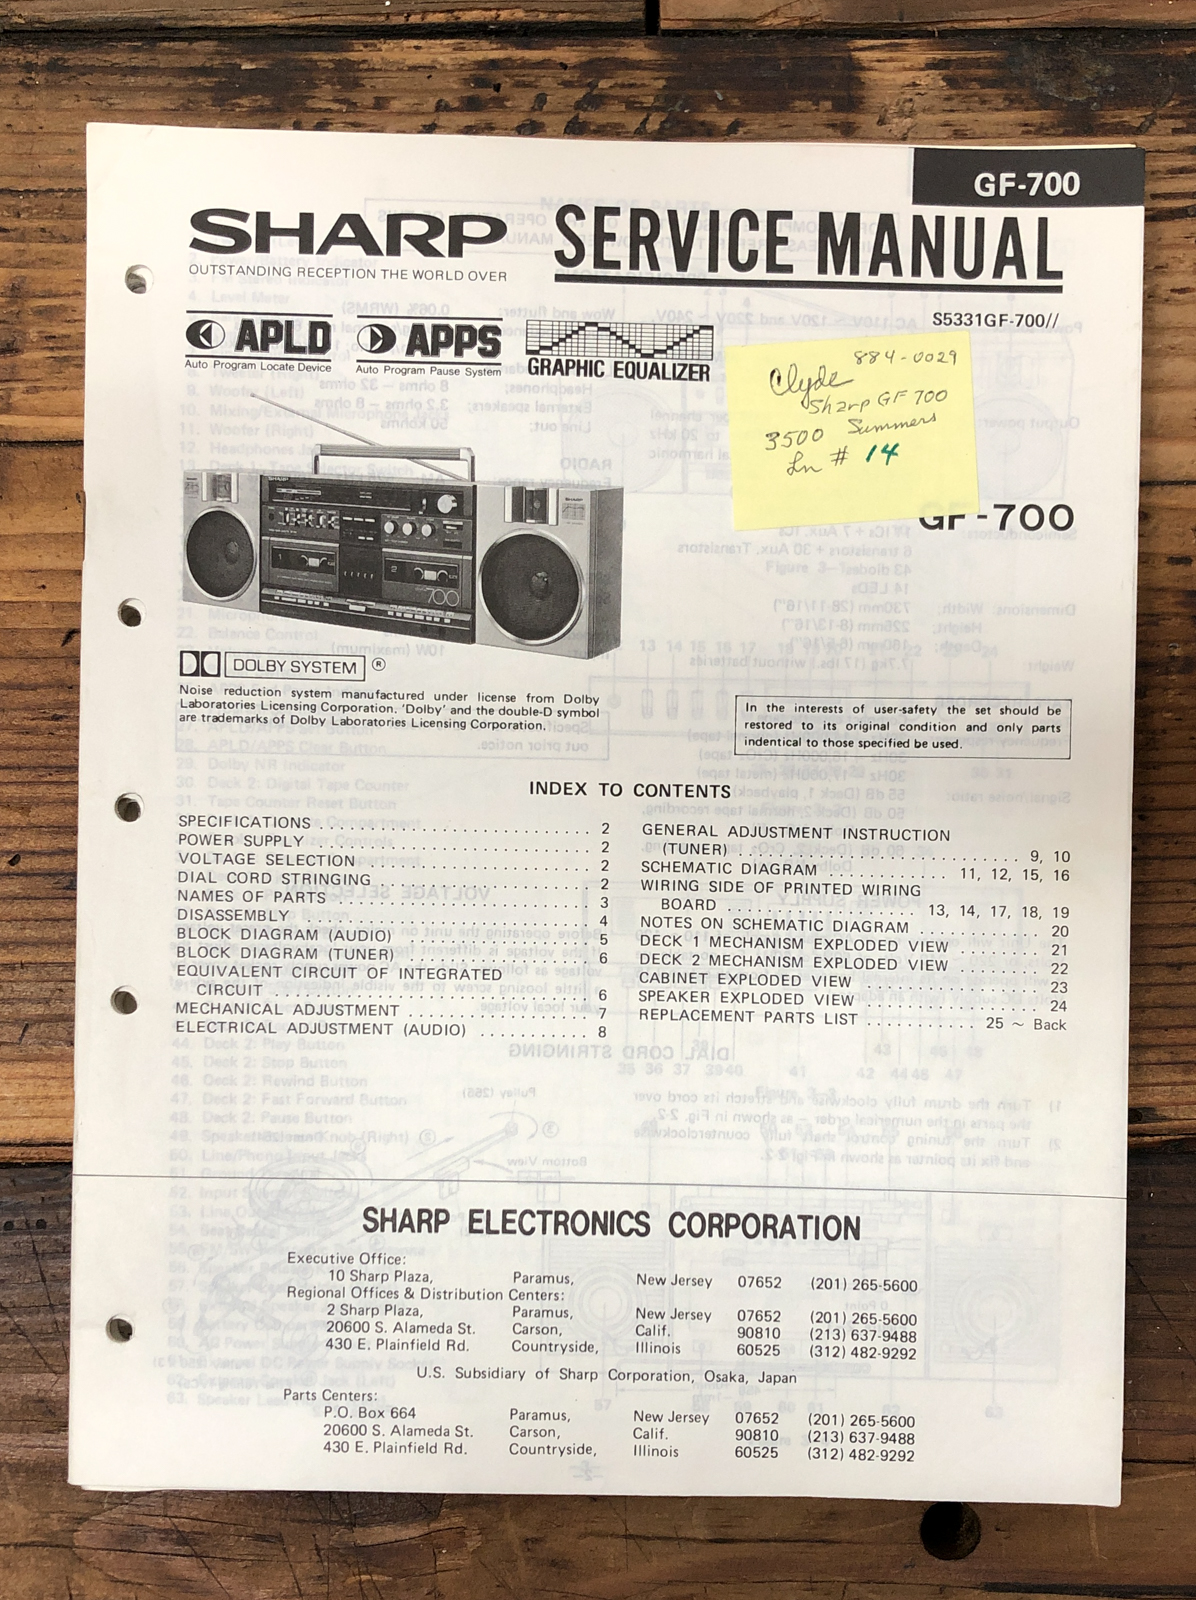 GF-700
SHARP
OUTSTANDING RECEPTION THE WORLD OVER
SERVICE MANUAL
S5331GF-700//
APLD
Auto Program Locate Device
APPS
Auto Program Pause System
GRAPHIC EQUALIZER
884-0029
Clyde
Sharp GF 700
3500 Summers
Ln # 14
GF-700
SHARP
SHARP
1
2
700
DOLBY SYSTEM ®
Noise reduction system manufactured under license from Dolby
Laboratories Licensing Corporation. 'Dolby' and the double-D symbol
are trademarks of Dolby Laboratories Licensing Corporation.
In the interests of user-safety the set should be
restored to its original condition and only parts
indentical to those specified be used.
INDEX TO CONTENTS
SPECIFICATIONS . . . . . . . . . . . . . . . . . . . . . . . . . . . 2
POWER SUPPLY . . . . . . . . . . . . . . . . . . . . . . . . . . . 2
VOLTAGE SELECTION . . . . . . . . . . . . . . . . . . . . . . . 2
DIAL CORD STRINGING . . . . . . . . . . . . . . . . . . . . . 2
NAMES OF PARTS . . . . . . . . . . . . . . . . . . . . . . . . . 3
DISASSEMBLY . . . . . . . . . . . . . . . . . . . . . . . . . . . . 4
BLOCK DIAGRAM (AUDIO) . . . . . . . . . . . . . . . . . . . 5
BLOCK DIAGRAM (TUNER) . . . . . . . . . . . . . . . . . . . 6
EQUIVALENT CIRCUIT OF INTEGRATED
CIRCUIT . . . . . . . . . . . . . . . . . . . . . . . . . . . . . . 6
MECHANICAL ADJUSTMENT . . . . . . . . . . . . . . . . . 7
ELECTRICAL ADJUSTMENT (AUDIO) . . . . . . . . . . 8
GENERAL ADJUSTMENT INSTRUCTION
(TUNER) . . . . . . . . . . . . . . . . . . . . . . . . . . 9, 10
SCHEMATIC DIAGRAM . . . . . . . . . . . 11, 12, 15, 16
WIRING SIDE OF PRINTED WIRING
BOARD . . . . . . . . . . . . . . . . . 13, 14, 17, 18, 19
NOTES ON SCHEMATIC DIAGRAM . . . . . . . . . . . . 20
DECK 1 MECHANISM EXPLODED VIEW . . . . . . . . . 21
DECK 2 MECHANISM EXPLODED VIEW . . . . . . . . . 22
CABINET EXPLODED VIEW . . . . . . . . . . . . . . . . . . 23
SPEAKER EXPLODED VIEW . . . . . . . . . . . . . . . . . . 24
REPLACEMENT PARTS LIST . . . . . . . . . . 25 ~ Back
SHARP ELECTRONICS CORPORATION
Executive Office:
10 Sharp Plaza, Paramus, New Jersey 07652 (201) 265-5600
Regional Offices & Distribution Centers:
2 Sharp Plaza, Paramus, New Jersey 07652 (201) 265-5600
20600 S. Alameda St. Carson, Calif. 90810 (213) 637-9488
430 E. Plainfield Rd. Countryside, Illinois 60525 (312) 482-9292
U.S. Subsidiary of Sharp Corporation, Osaka, Japan
Parts Centers:
P.O. Box 664 Paramus, New Jersey 07652 (201) 265-5600
20600 S. Alameda St. Carson, Calif. 90810 (213) 637-9488
430 E. Plainfield Rd. Countryside, Illinois 60525 (312) 482-9292